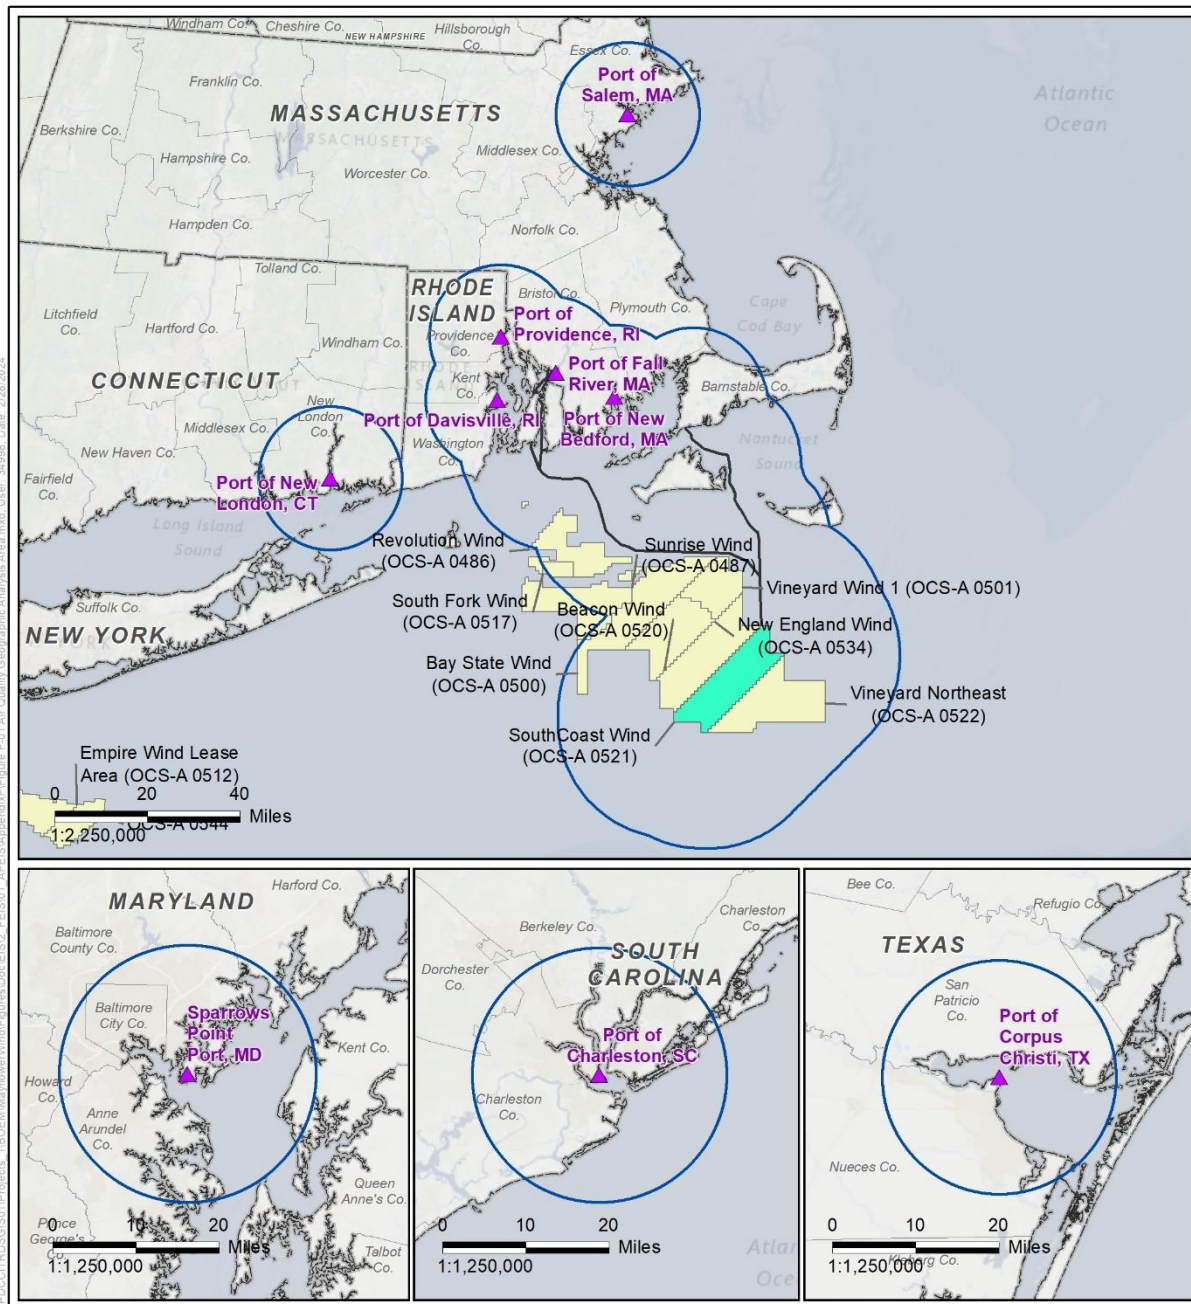 Windham Co.
Cheshire Co.
Hillsborough
Co.
NEW HAMPSHIRE
Essex Co.
Port of
Salem, MA
Franklin Co.
Atlantic
Ocean
MASSACHUSETTS
MASSACHUSETTS
Berkshire Co.
Hampshire Co.
Middlesex Co.
Worcester Co.
Hampden Co.
Norfolk Co.
Tolland Co.
RHODE
ISLAND
Bristol Co.
Plymouth Co.
Cape
Cod Bay
Litchfield
Co.
Hartford Co.
Windham Co.
Providence
Co.
Port of
Providence, RI
Port of Fall
River, MA
Kent
Co.
Barnstable Co.
CONNECTICUT
New
London
Co.
Port of Davisville, RI
Port of New
Bedford, MA
Middlesex Co.
Washington
Co.
Nantucket
Sound
New Haven Co.
Fairfield
Co.
Port of New
London, CT
Long Island
Sound
Revolution Wind
(OCS-A 0486)
Sunrise Wind
(OCS-A 0487)
Vineyard Wind 1 (OCS-A 0501)
South Fork Wind
(OCS-A 0517)
Beacon Wind
(OCS-A 0520)
New England Wind
(OCS-A 0534)
Suffolk Co.
NEW YORK
Bay State Wind
(OCS-A 0500)
Vineyard Northeast
(OCS-A 0522)
SouthCoast Wind
(OCS-A 0521)
Empire Wind Lease
Area (OCS-A 0512)
0 20 40
Miles
OCS-A 0544
1:2,250,000
MARYLAND
Harford Co.
Baltimore
County Co.
Baltimore
City Co.
Sparrows
Point
Port, MD
Kent Co.
Howard
Co.
Anne
Arundel
Co.
Queen
Anne's Co.
Prince
George's
Co.
Talbot
Co.
0 10 20
Miles
1:1,250,000
Berkeley Co.
Charleston
Co.
SOUTH
CAROLINA
Dorchester
Co.
Port of
Charleston, SC
Charleston
Co.
0 10 20
Miles
1:1,250,000
Bee Co.
Refugio Co.
TEXAS
San
Patricio
Co.
Port of
Corpus
Christi, TX
Nueces Co.
0 10 20
Miles
1:1,250,000
Kleberg Co.